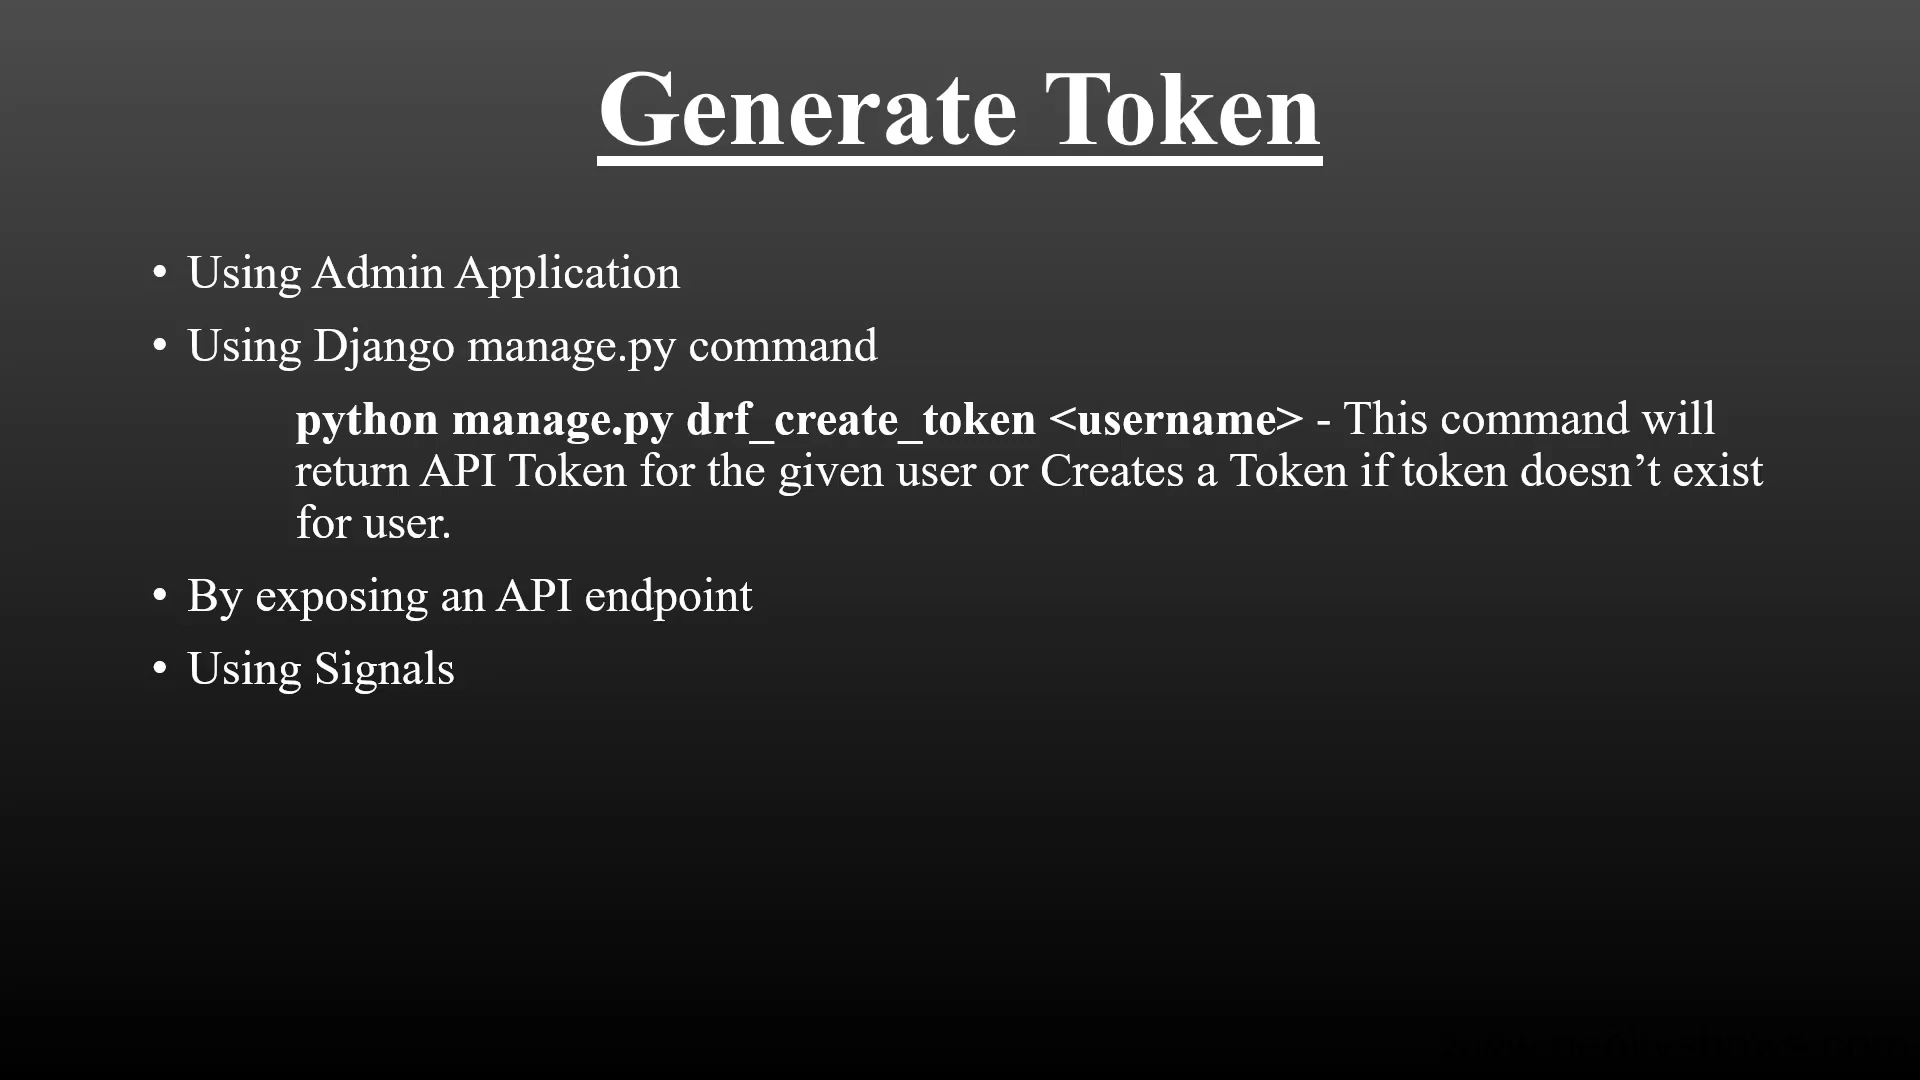 Generate Token
• Using Admin Application
• Using Django manage.py command
python manage.py drf_create_token <username> - This command will
return API Token for the given user or Creates a Token if token doesn’t exist
for user.
• By exposing an API endpoint
• Using Signals